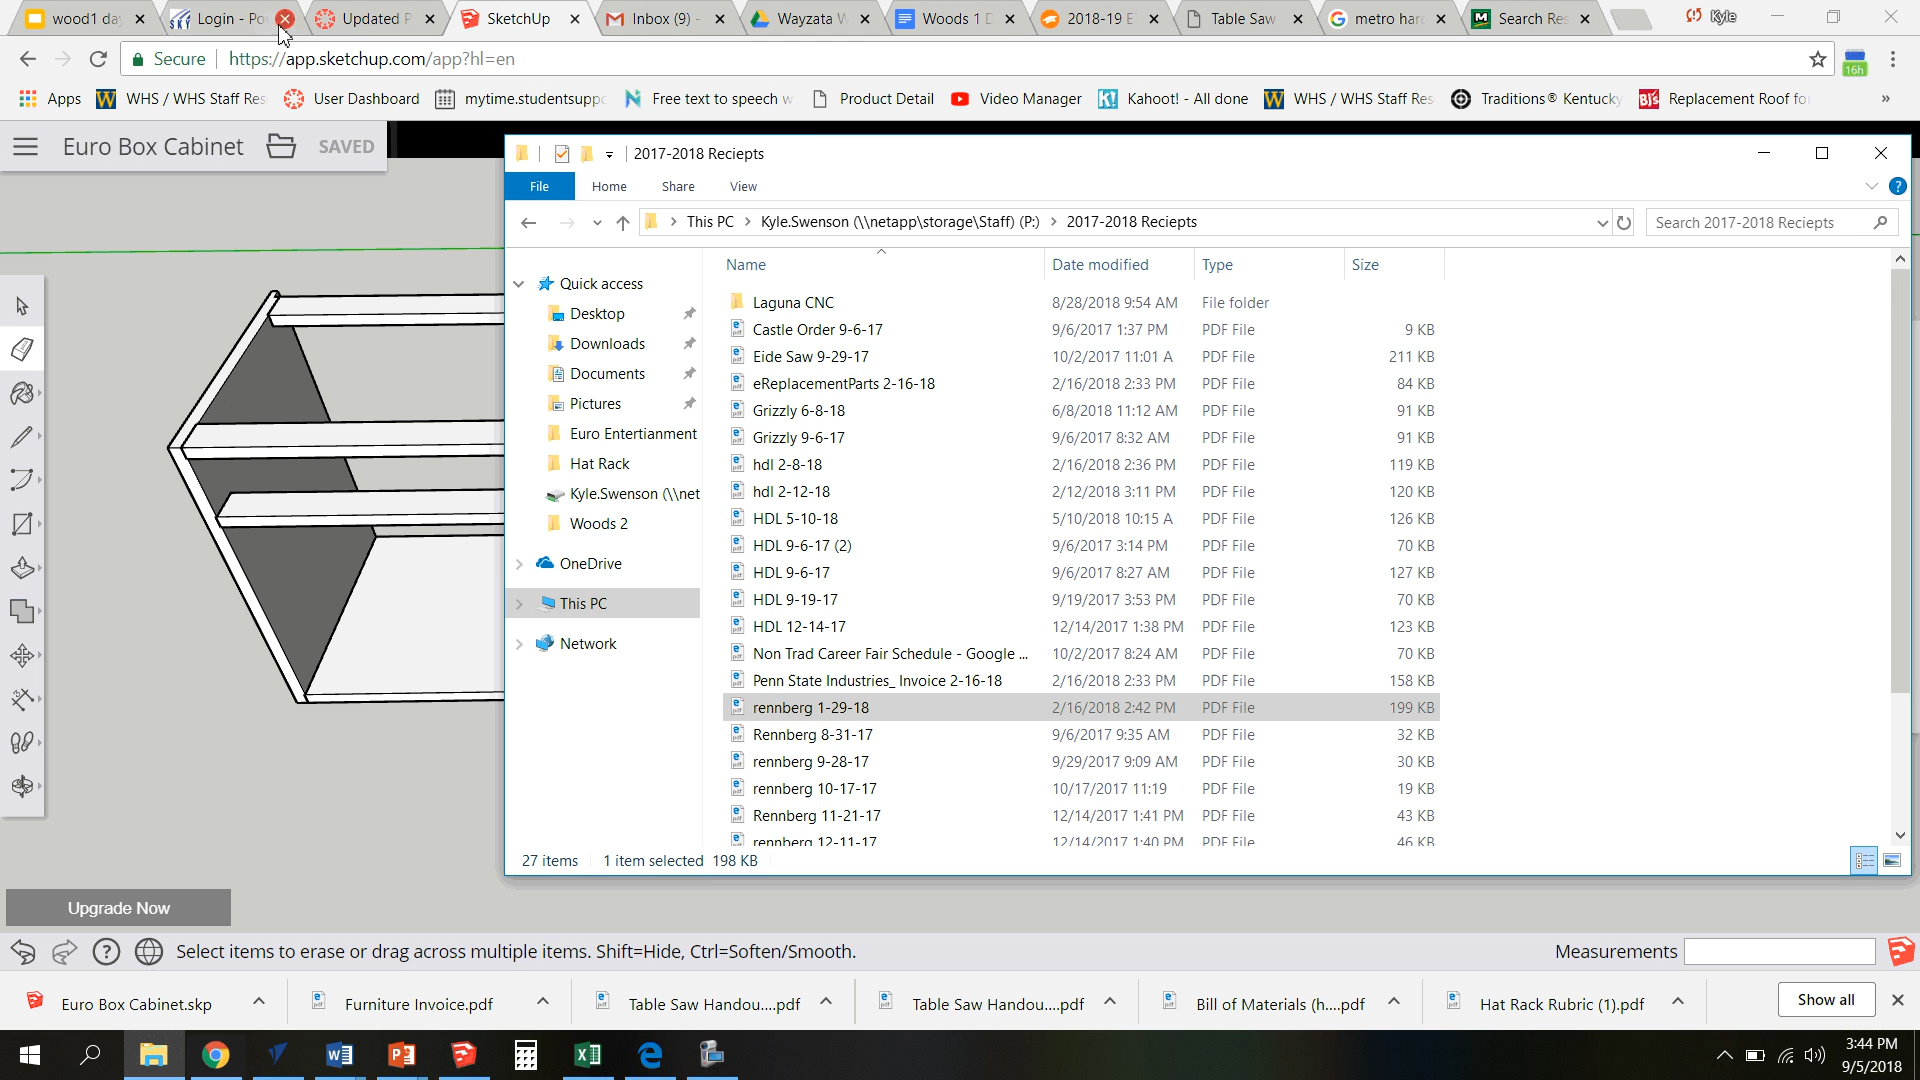 wood1 day
Login - Po
Updated P
SketchUp
Inbox (9) -
Wayzata W
Woods 1 D
2018-19 E
Table Saw
metro har
Search Res
Kyle
Secure
https://app.sketchup.com/app?hl=en
16h
Apps
WHS / WHS Staff Res
User Dashboard
mytime.studentsuppo
Free text to speech w
Product Detail
Video Manager
Kahoot! - All done
WHS / WHS Staff Res
Traditions® Kentucky
Replacement Roof for
Euro Box Cabinet
SAVED
2017-2018 Reciepts
File
Home
Share
View
This PC > Kyle.Swenson (\\netapp\storage\Staff) (P:) > 2017-2018 Reciepts
Search 2017-2018 Reciepts
Quick access
Desktop
Downloads
Documents
Pictures
Euro Entertianment
Hat Rack
Kyle.Swenson (\\net
Woods 2
OneDrive
This PC
Network
Name Date modified Type Size
Laguna CNC 8/28/2018 9:54 AM File folder
Castle Order 9-6-17 9/6/2017 1:37 PM PDF File 9 KB
Eide Saw 9-29-17 10/2/2017 11:01 A PDF File 211 KB
eReplacementParts 2-16-18 2/16/2018 2:33 PM PDF File 84 KB
Grizzly 6-8-18 6/8/2018 11:12 AM PDF File 91 KB
Grizzly 9-6-17 9/6/2017 8:32 AM PDF File 91 KB
hdl 2-8-18 2/16/2018 2:36 PM PDF File 119 KB
hdl 2-12-18 2/12/2018 3:11 PM PDF File 120 KB
HDL 5-10-18 5/10/2018 10:15 A PDF File 126 KB
HDL 9-6-17 (2) 9/6/2017 3:14 PM PDF File 70 KB
HDL 9-6-17 9/6/2017 8:27 AM PDF File 127 KB
HDL 9-19-17 9/19/2017 3:53 PM PDF File 70 KB
HDL 12-14-17 12/14/2017 1:38 PM PDF File 123 KB
Non Trad Career Fair Schedule - Google ... 10/2/2017 8:24 AM PDF File 70 KB
Penn State Industries_ Invoice 2-16-18 2/16/2018 2:33 PM PDF File 158 KB
rennberg 1-29-18 2/16/2018 2:42 PM PDF File 199 KB
Rennberg 8-31-17 9/6/2017 9:35 AM PDF File 32 KB
rennberg 9-28-17 9/29/2017 9:09 AM PDF File 30 KB
rennberg 10-17-17 10/17/2017 11:19 PDF File 19 KB
Rennberg 11-21-17 12/14/2017 1:41 PM PDF File 43 KB
rennberg 12-11-17 12/14/2017 1:40 PM PDF File 46 KB
27 items 1 item selected 198 KB
Upgrade Now
Select items to erase or drag across multiple items. Shift=Hide, Ctrl=Soften/Smooth.
Measurements
Euro Box Cabinet.skp
Furniture Invoice.pdf
Table Saw Handou....pdf
Table Saw Handou....pdf
Bill of Materials (h....pdf
Hat Rack Rubric (1).pdf
Show all
3:44 PM
9/5/2018